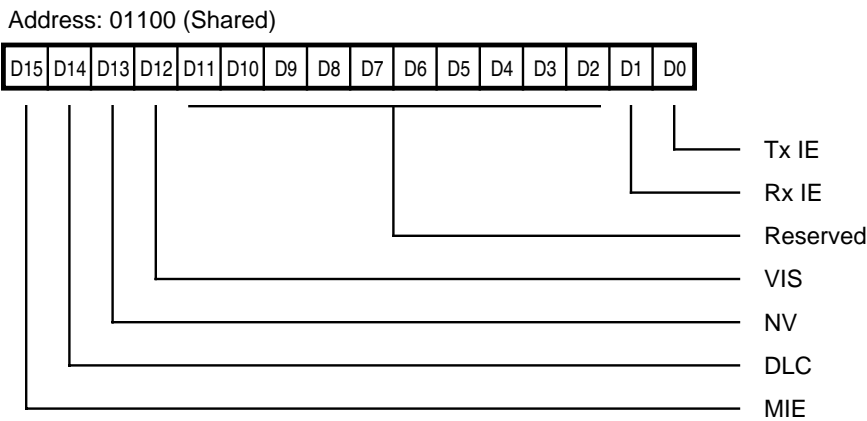 Address: 01100 (Shared)
D15 D14 D13 D12 D11 D10 D9 D8 D7 D6 D5 D4 D3 D2 D1 D0
Tx IE
Rx IE
Reserved
VIS
NV
DLC
MIE